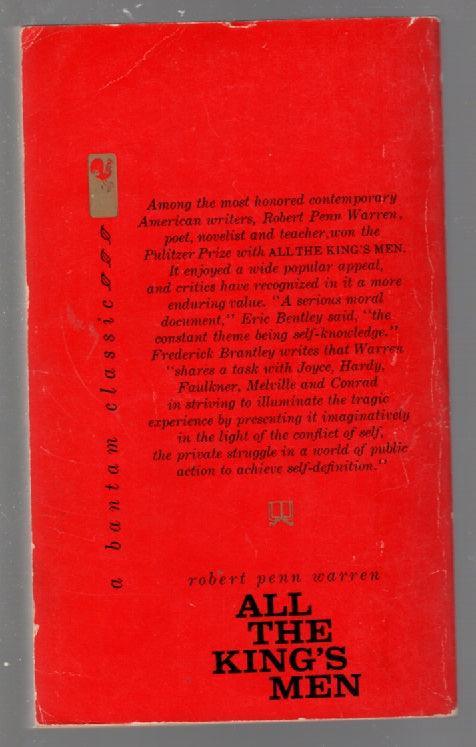 a bantam classic
Among the most honored contemporary
American writers, Robert Penn Warren,
poet, novelist and teacher, won the
Pulitzer Prize with ALL THE KING'S MEN.
It enjoyed a wide popular appeal,
and critics have recognized in it a more
enduring value. "A serious moral
document," Eric Bentley said, "the
constant theme being self-knowledge."
Frederick Brantley writes that Warren
"shares a task with Joyce, Hardy,
Faulkner, Melville and Conrad
in striving to illuminate the tragic
experience by presenting it imaginatively
in the light of the conflict of self,
the private struggle in a world of public
action to achieve self-definition."
robert penn warren
ALL
THE
KING'S
MEN